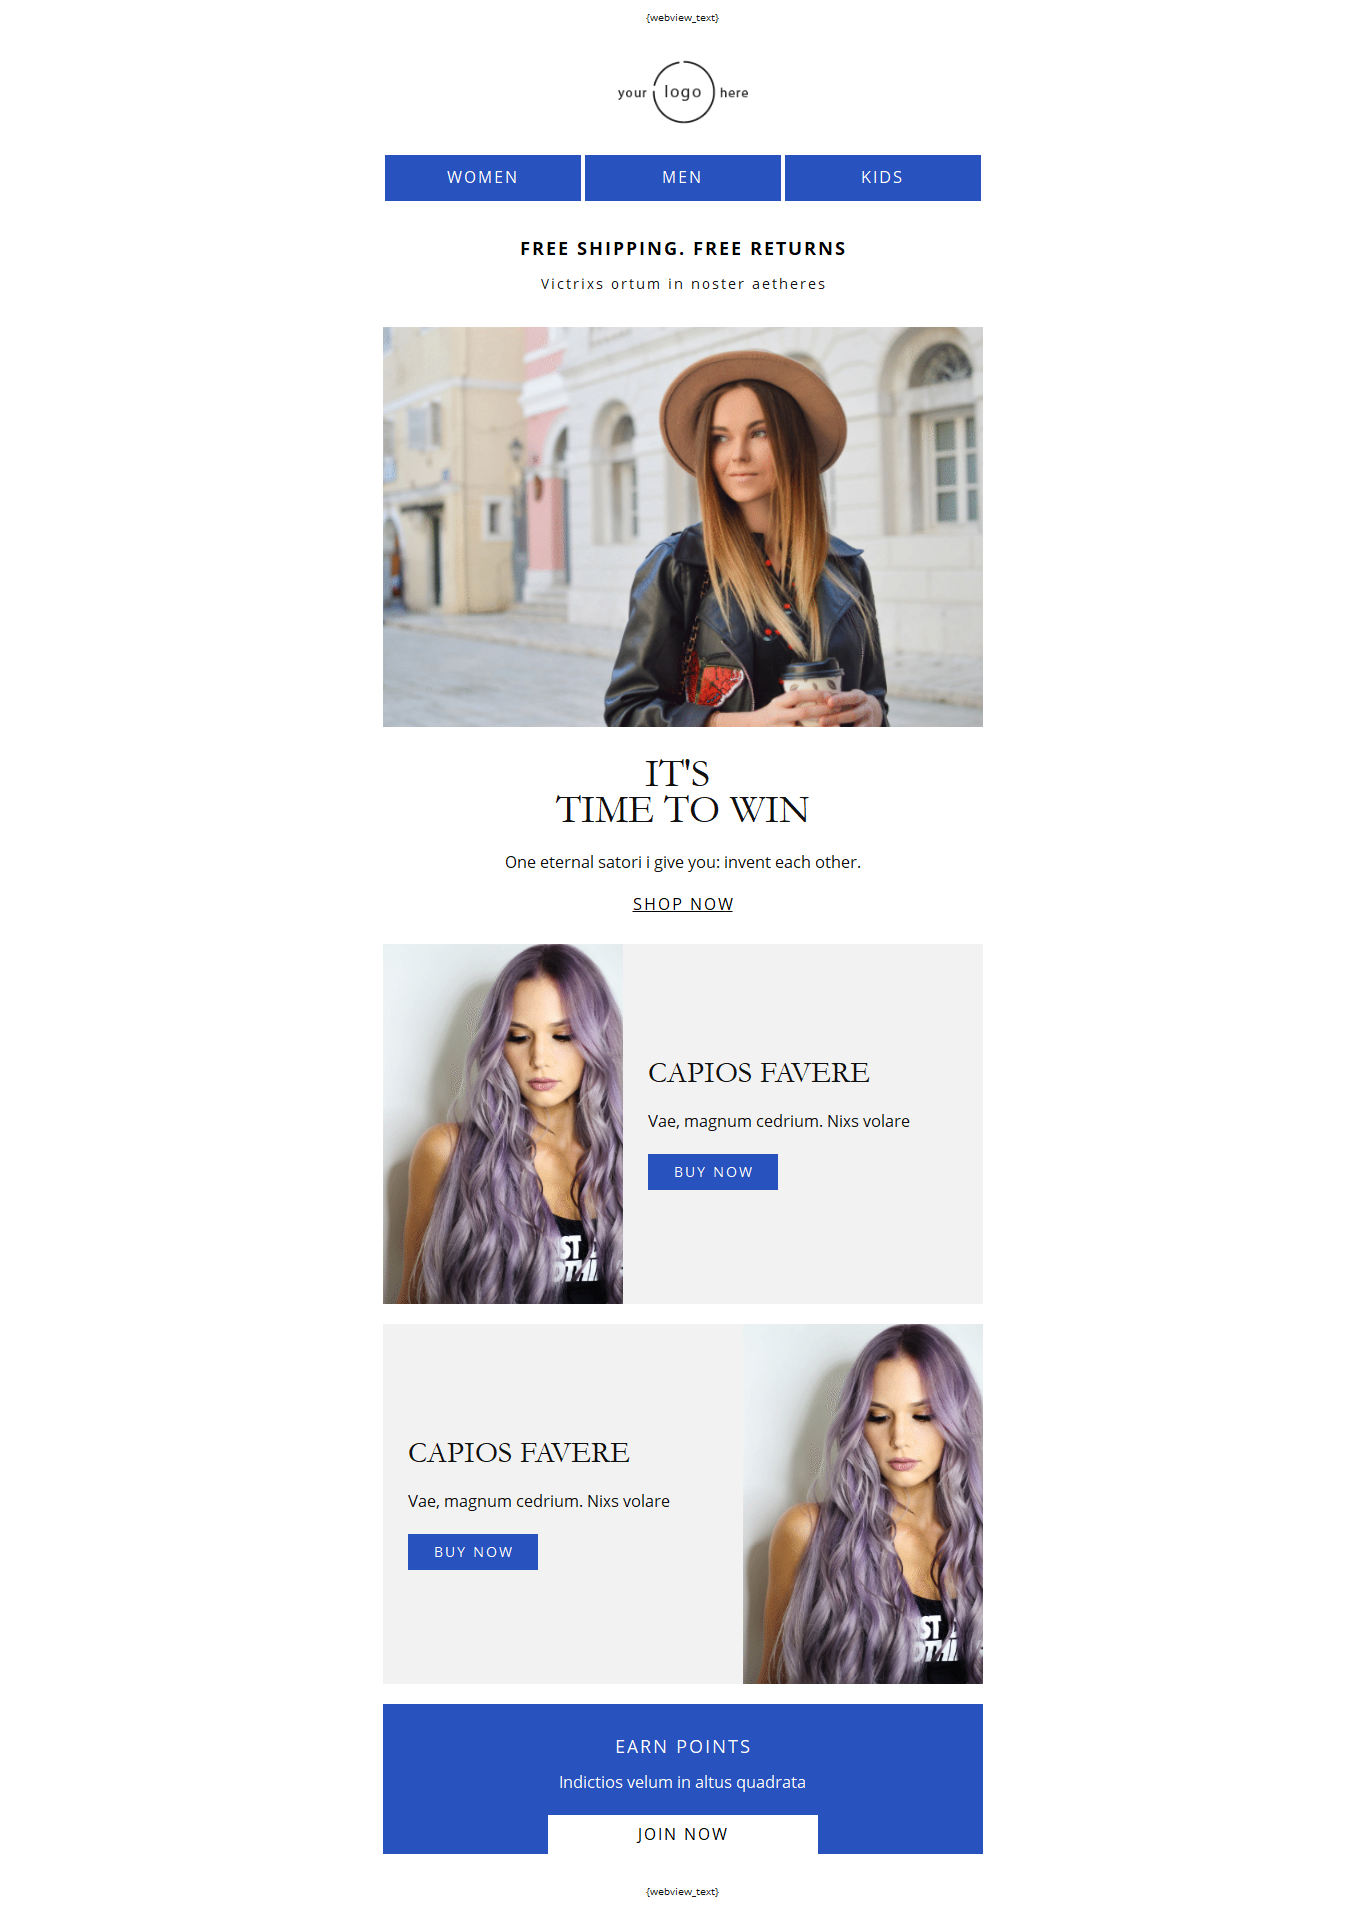 {webview_text}
your logo here
WOMEN MEN KIDS
FREE SHIPPING. FREE RETURNS
Victrixs ortum in noster aetheres
IT'S
TIME TO WIN
One eternal satori i give you: invent each other.
SHOP NOW
CAPIOS FAVERE
Vae, magnum cedrium. Nixs volare
BUY NOW
CAPIOS FAVERE
Vae, magnum cedrium. Nixs volare
BUY NOW
EARN POINTS
Indictios velum in altus quadrata
JOIN NOW
{webview_text}